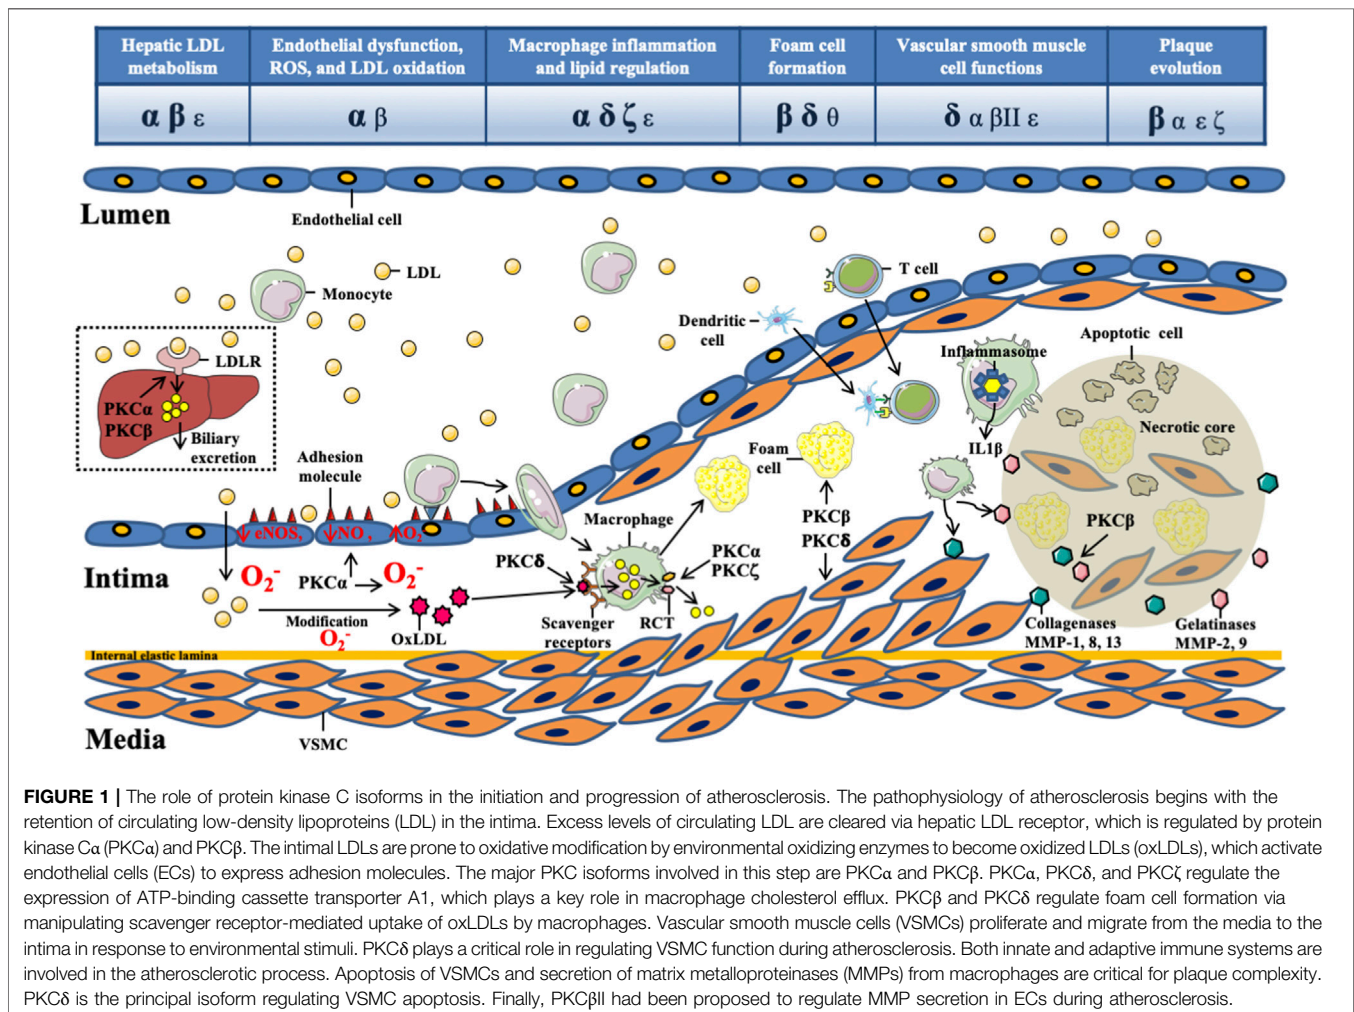 Hepatic LDL
metabolism
Endothelial dysfunction,
ROS, and LDL oxidation
Macrophage inflammation
and lipid regulation
Foam cell
formation
Vascular smooth muscle
cell functions
Plaque
evolution
α β ε
α β
α δ ζ ε
β δ θ
δ α βII ε
β α ε ζ
Lumen
Endothelial cell
LDL
Monocyte
T cell
Dendritic
cell
LDLR
PKCα
PKCβ
Biliary
excretion
Inflammasome
Apoptotic cell
Necrotic core
IL1β
Adhesion
molecule
Foam
cell
↓ eNOS, ↓NO, ↑O2-
Macrophage
PKCβ
PKCδ
PKCβ
Intima
O2-
PKCα
O2-
PKCδ
PKCα
PKCζ
Modification
O2-
OxLDL
Scavenger
receptors
RCT
Collagenases
MMP-1, 8, 13
Gelatinases
MMP-2, 9
Internal elastic lamina
Media
VSMC
FIGURE 1 | The role of protein kinase C isoforms in the initiation and progression of atherosclerosis. The pathophysiology of atherosclerosis begins with the
retention of circulating low-density lipoproteins (LDL) in the intima. Excess levels of circulating LDL are cleared via hepatic LDL receptor, which is regulated by protein
kinase Cα (PKCα) and PKCβ. The intimal LDLs are prone to oxidative modification by environmental oxidizing enzymes to become oxidized LDLs (oxLDLs), which activate
endothelial cells (ECs) to express adhesion molecules. The major PKC isoforms involved in this step are PKCα and PKCβ. PKCα, PKCδ, and PKCζ regulate the
expression of ATP-binding cassette transporter A1, which plays a key role in macrophage cholesterol efflux. PKCβ and PKCδ regulate foam cell formation via
manipulating scavenger receptor-mediated uptake of oxLDLs by macrophages. Vascular smooth muscle cells (VSMCs) proliferate and migrate from the media to the
intima in response to environmental stimuli. PKCδ plays a critical role in regulating VSMC function during atherosclerosis. Both innate and adaptive immune systems are
involved in the atherosclerotic process. Apoptosis of VSMCs and secretion of matrix metalloproteinases (MMPs) from macrophages are critical for plaque complexity.
PKCδ is the principal isoform regulating VSMC apoptosis. Finally, PKCβII had been proposed to regulate MMP secretion in ECs during atherosclerosis.